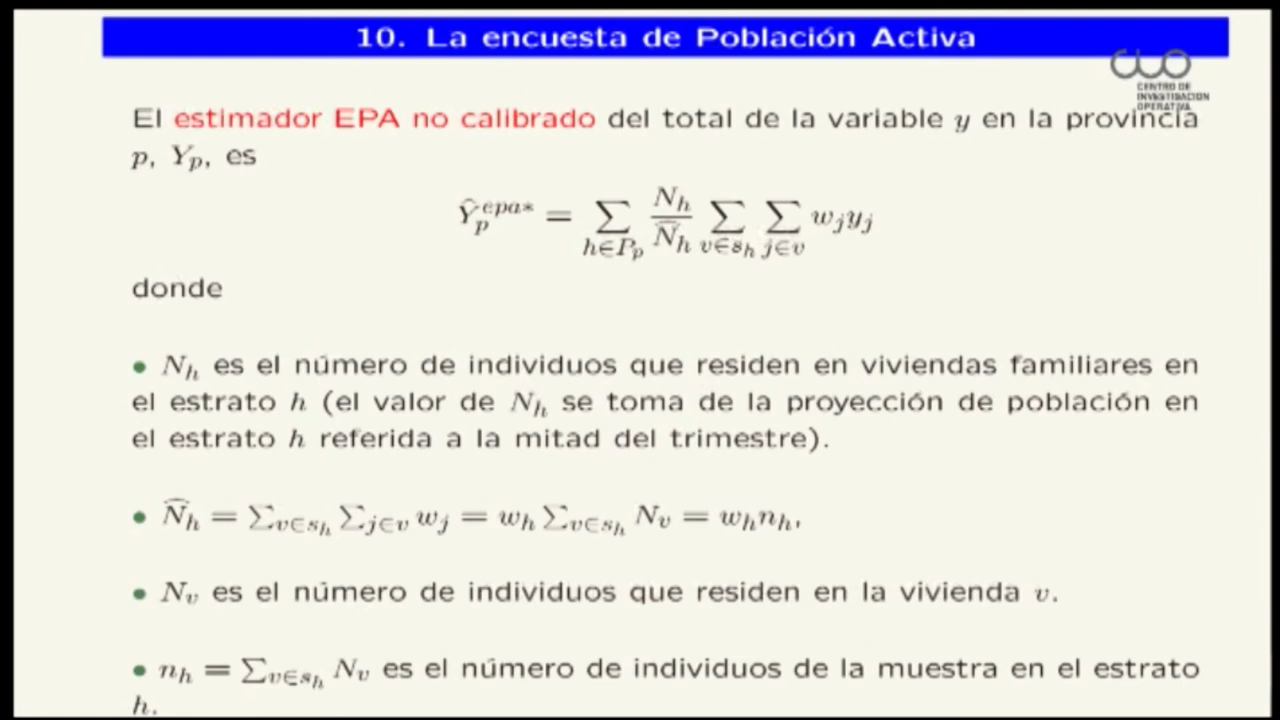 10. La encuesta de Población Activa
CIO
CENTRO DE
INVESTIGACION
OPERATIVA
El estimador EPA no calibrado del total de la variable y en la provincia
p, Y_p, es
Ŷ_p^{epa*} = ∑_{h∈P_p} N_h/N̂_h ∑_{v∈s_h} ∑_{j∈v} w_j y_j
donde
• N_h es el número de individuos que residen en viviendas familiares en
el estrato h (el valor de N_h se toma de la proyección de población en
el estrato h referida a la mitad del trimestre).
• N̂_h = ∑_{v∈s_h} ∑_{j∈v} w_j = w_h ∑_{v∈s_h} N_v = w_h n_h,
• N_v es el número de individuos que residen en la vivienda v.
• n_h = ∑_{v∈s_h} N_v es el número de individuos de la muestra en el estrato
h.